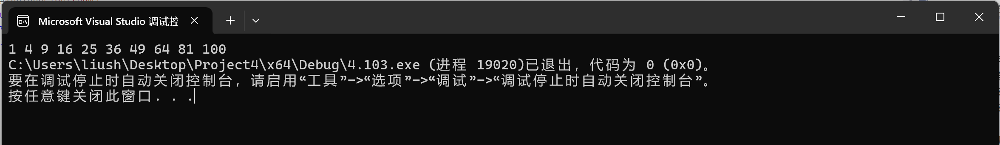 Microsoft Visual Studio 调试控
1 4 9 16 25 36 49 64 81 100
C:\Users\liush\Desktop\Project4\x64\Debug\4.103.exe (进程 19020)已退出，代码为 0 (0x0)。
要在调试停止时自动关闭控制台，请启用“工具”->“选项”->“调试”->“调试停止时自动关闭控制台”。
按任意键关闭此窗口. . .